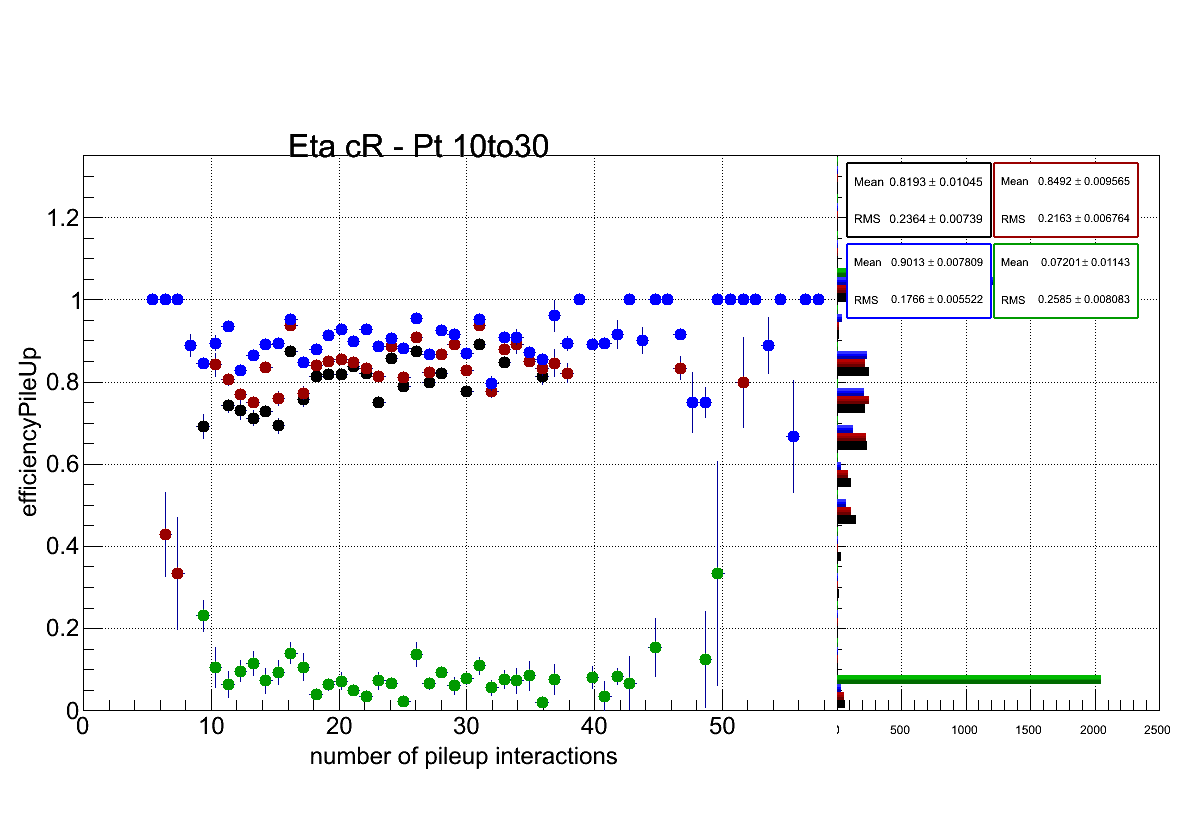 Eta cR - Pt 10to30
Mean 0.8193 ± 0.01045
RMS 0.2364 ± 0.00739
Mean 0.8492 ± 0.009565
RMS 0.2163 ± 0.006764
Mean 0.9013 ± 0.007809
RMS 0.1766 ± 0.005522
Mean 0.07201 ± 0.01143
RMS 0.2585 ± 0.008083
efficiencyPileUp
1.2
1
0.8
0.6
0.4
0.2
0
0 10 20 30 40 50
500 1000 1500 2000 2500
number of pileup interactions